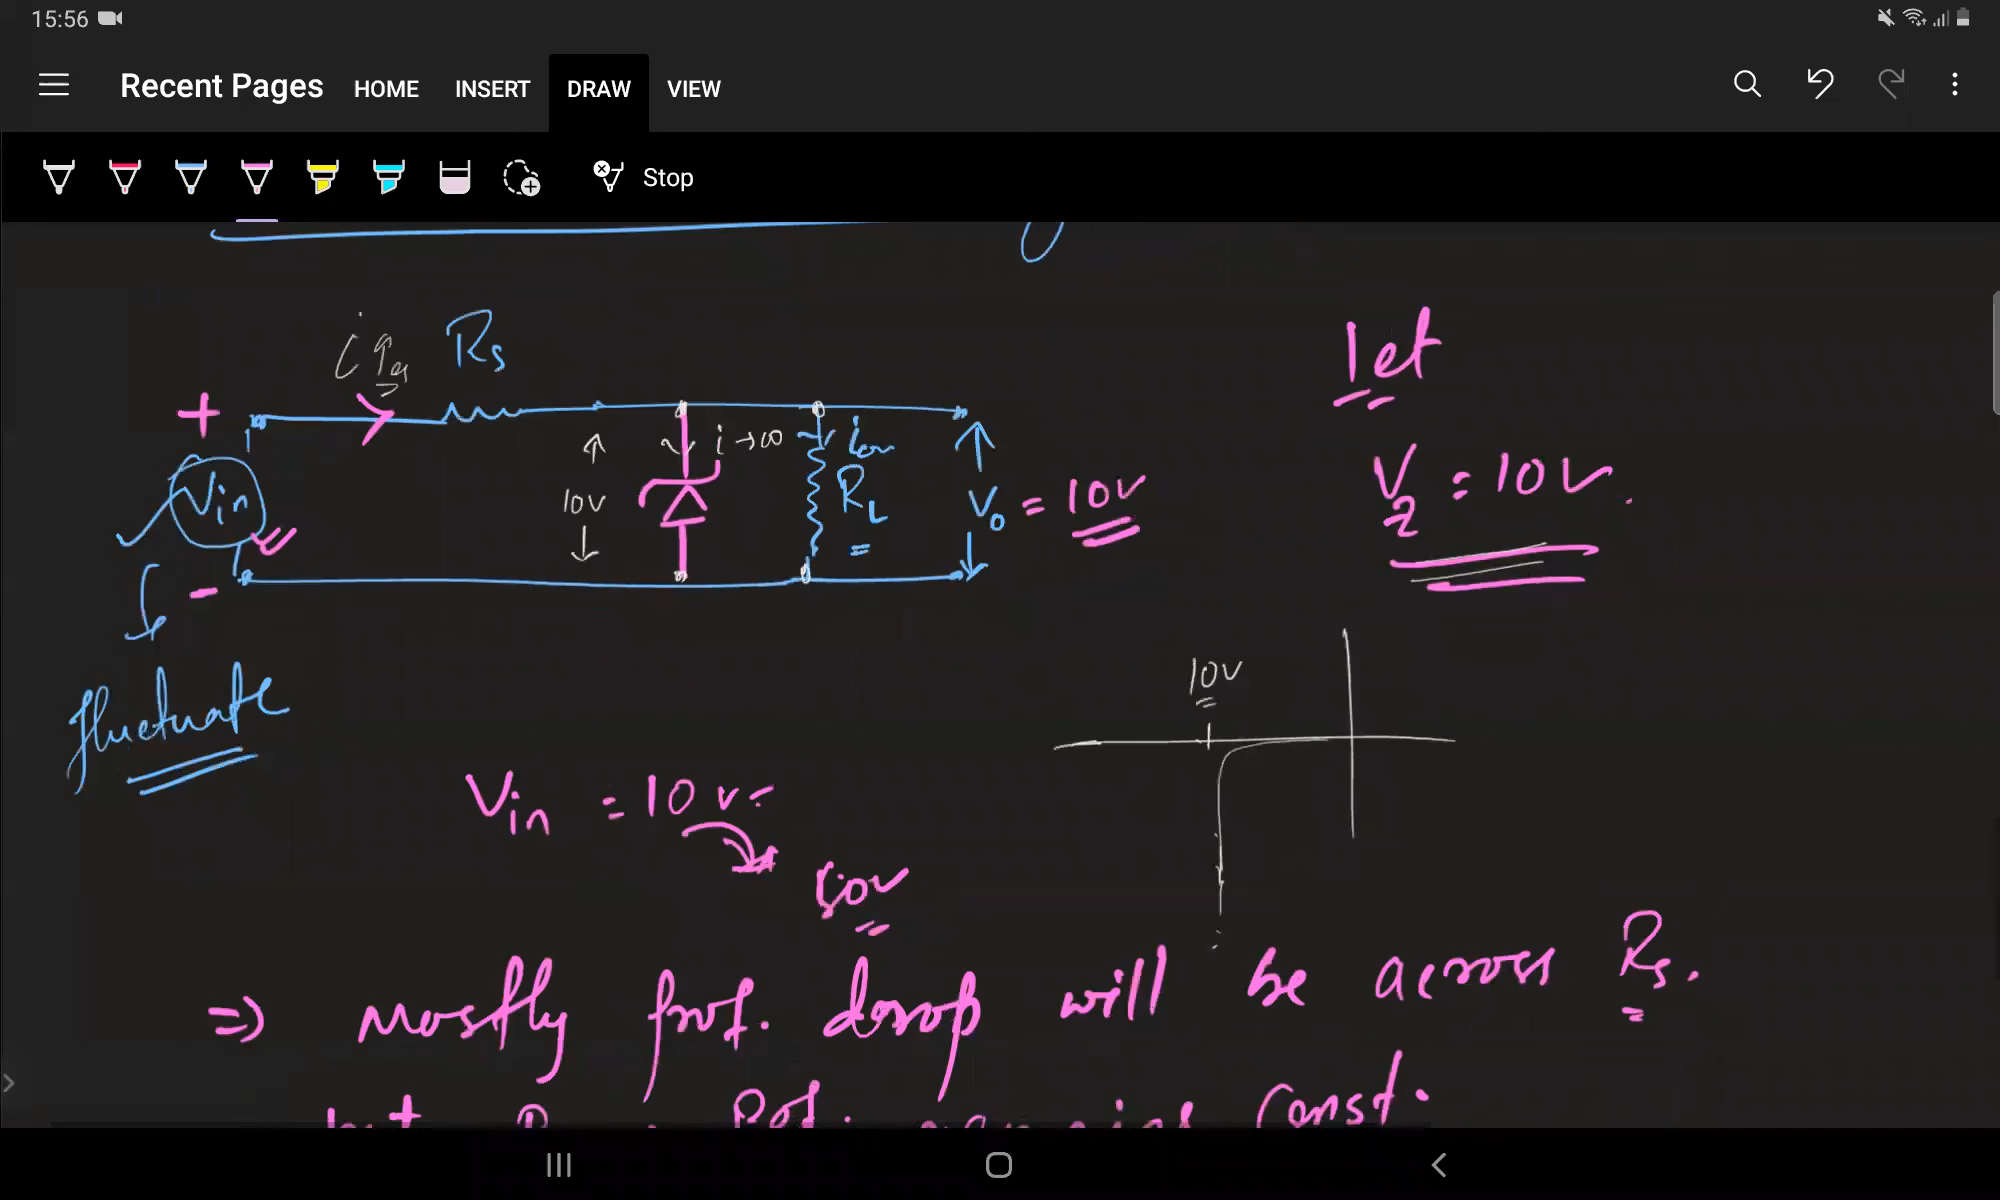 15:56
Recent Pages HOME INSERT DRAW VIEW
Stop
Rs
let
+
i→∞
10V
RL
V0 = 10V
Vz = 10V.
Vin
-
fluctuate
10V
Vin = 10V
50V
=) Mostly pot. drop will be across Rs.
const.